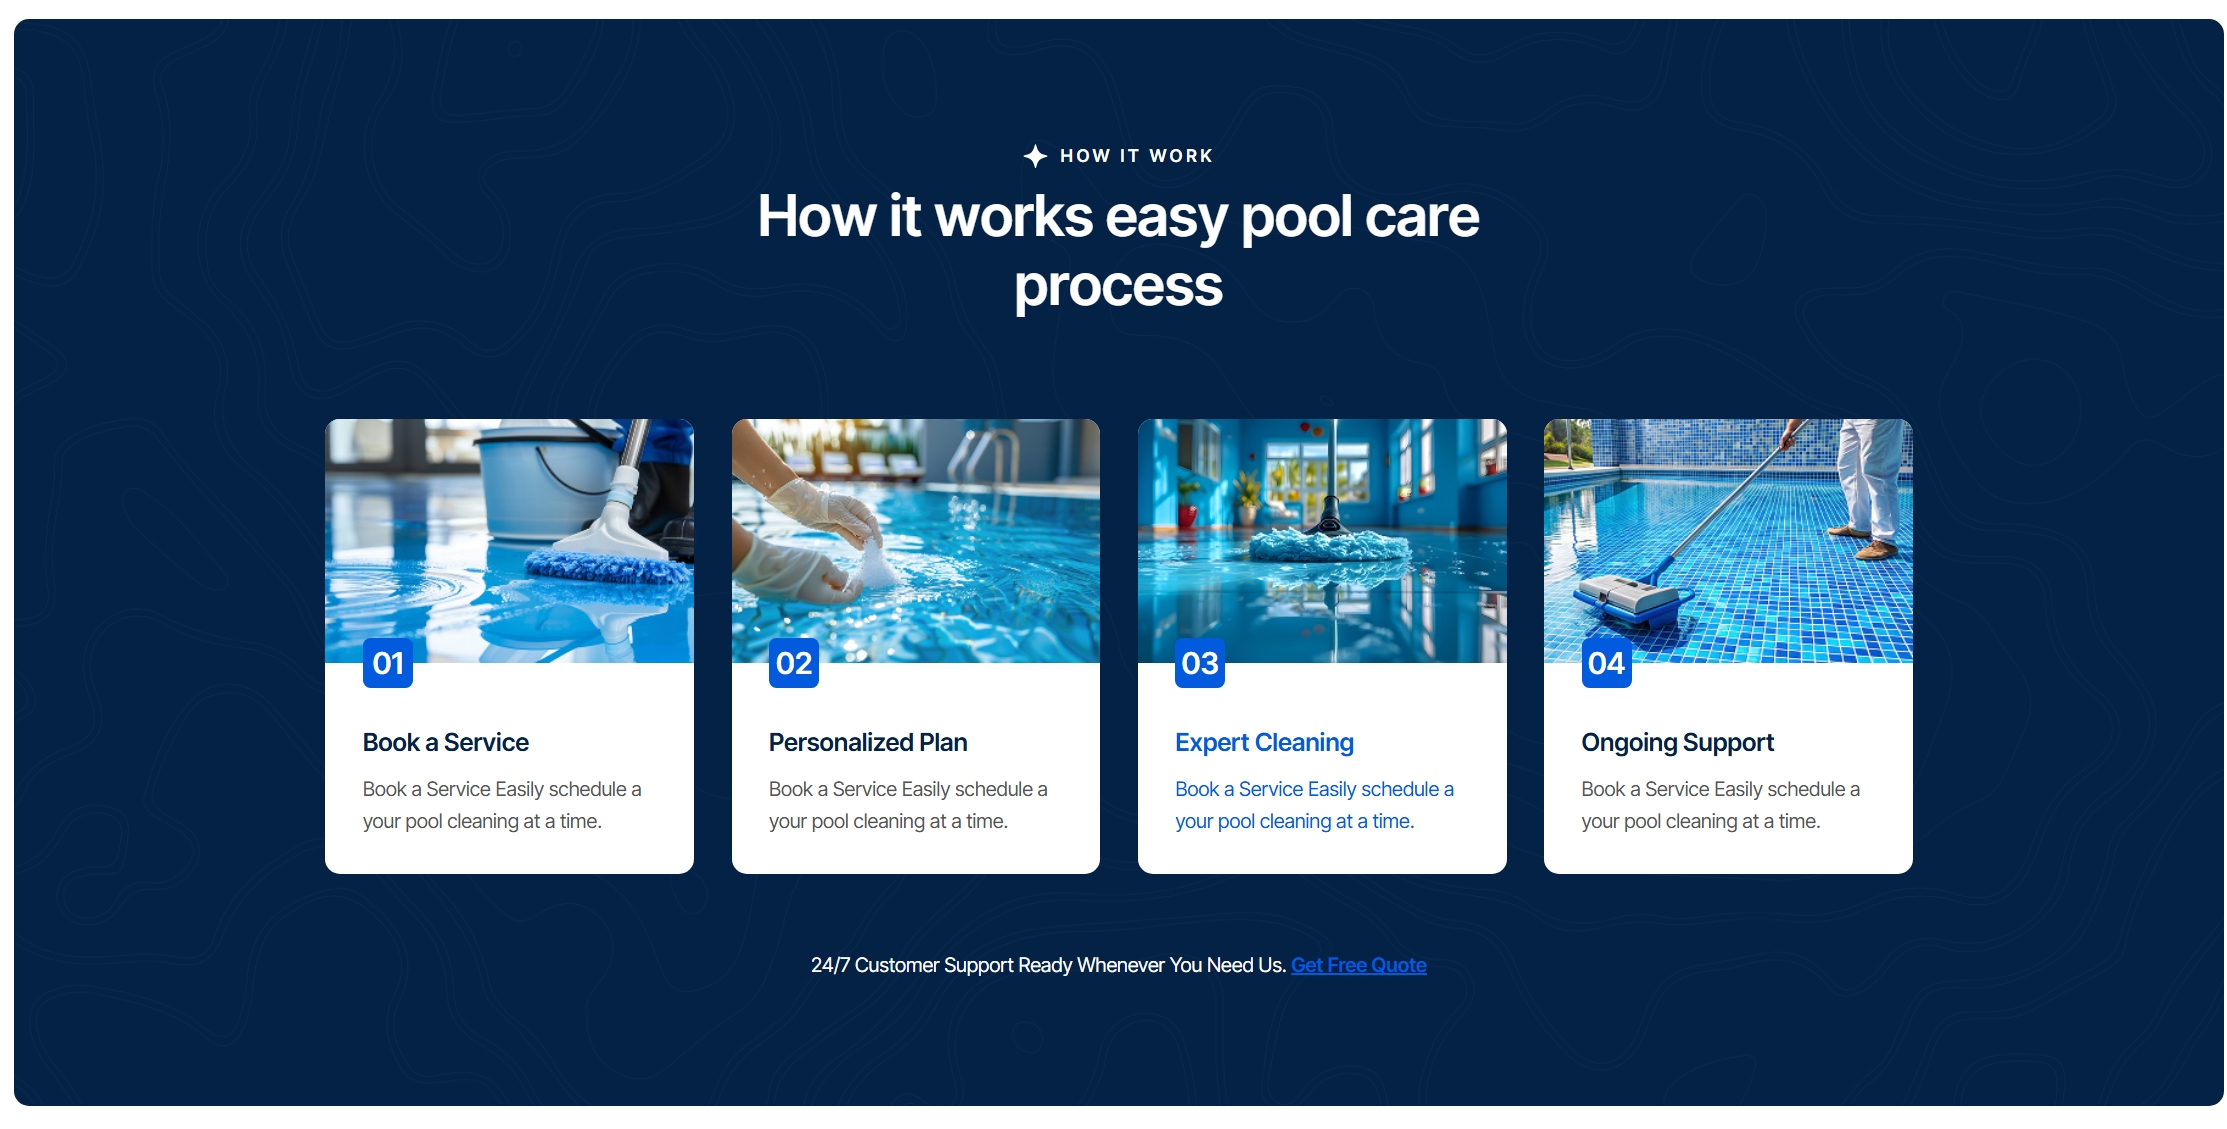 HOW IT WORK
How it works easy pool care
process
01
Book a Service
Book a Service Easily schedule a
your pool cleaning at a time.
02
Personalized Plan
Book a Service Easily schedule a
your pool cleaning at a time.
03
Expert Cleaning
Book a Service Easily schedule a
your pool cleaning at a time.
04
Ongoing Support
Book a Service Easily schedule a
your pool cleaning at a time.
24/7 Customer Support Ready Whenever You Need Us. Get Free Quote